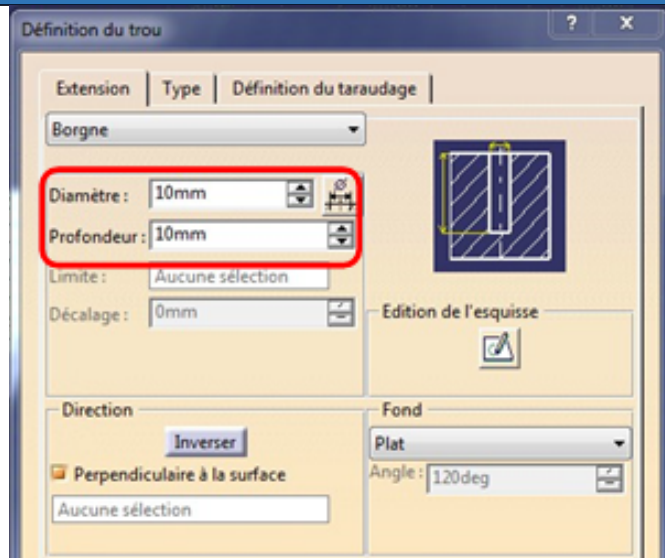 Définition du trou
? X
Extension Type Définition du taraudage
Borgne
Diamètre : 10mm
Profondeur : 10mm
Limite : Aucune sélection
Décalage : 0mm
Edition de l'esquisse
Direction
Inverser
Perpendiculaire à la surface
Aucune sélection
Fond
Plat
Angle : 120deg